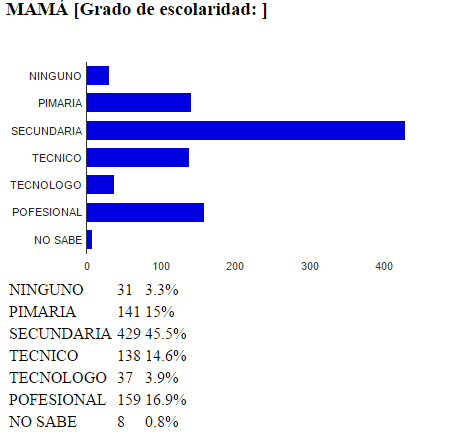 MAMÁ [Grado de escolaridad: ]
NINGUNO
PIMARIA
SECUNDARIA
TECNICO
TECNOLOGO
POFESIONAL
NO SABE
0 100 200 300 400
NINGUNO 31 3.3%
PIMARIA 141 15%
SECUNDARIA 429 45.5%
TECNICO 138 14.6%
TECNOLOGO 37 3.9%
POFESIONAL 159 16.9%
NO SABE 8 0.8%